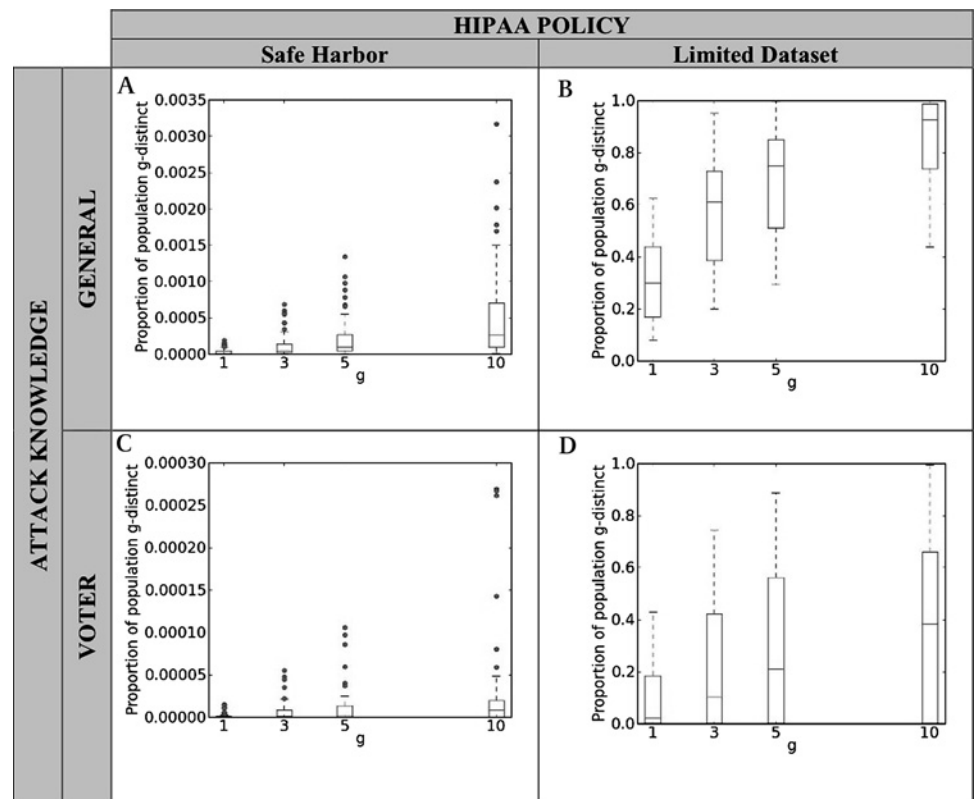 HIPAA POLICY
Safe Harbor
Limited Dataset
ATTACK KNOWLEDGE
GENERAL
VOTER
A
Proportion of population g-distinct
0.0035
0.0030
0.0025
0.0020
0.0015
0.0010
0.0005
0.0000
1 3 5 10
g
B
Proportion of population g-distinct
1.0
0.8
0.6
0.4
0.2
0.0
1 3 5 10
g
C
Proportion of population g-distinct
0.00030
0.00025
0.00020
0.00015
0.00010
0.00005
0.00000
1 3 5 10
g
D
Proportion of population g-distinct
1.0
0.8
0.6
0.4
0.2
0.0
1 3 5 10
g